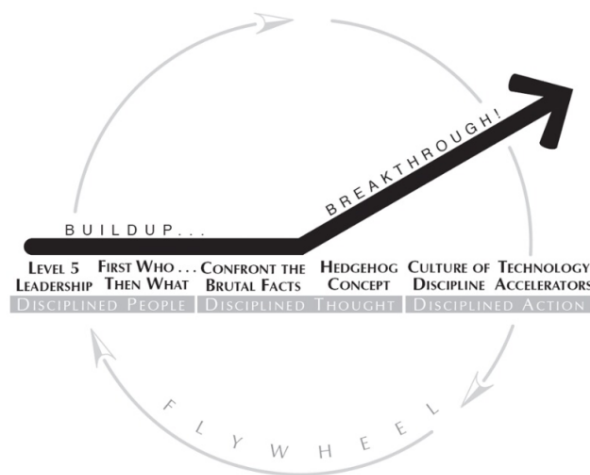 BREAKTHROUGH!
BUILDUP...
LEVEL 5
LEADERSHIP
FIRST WHO...
THEN WHAT
CONFRONT THE
BRUTAL FACTS
HEDGEHOG
CONCEPT
CULTURE OF
DISCIPLINE
TECHNOLOGY
ACCELERATORS
DISCIPLINED PEOPLE
DISCIPLINED THOUGHT
DISCIPLINED ACTION
FLYWHEEL